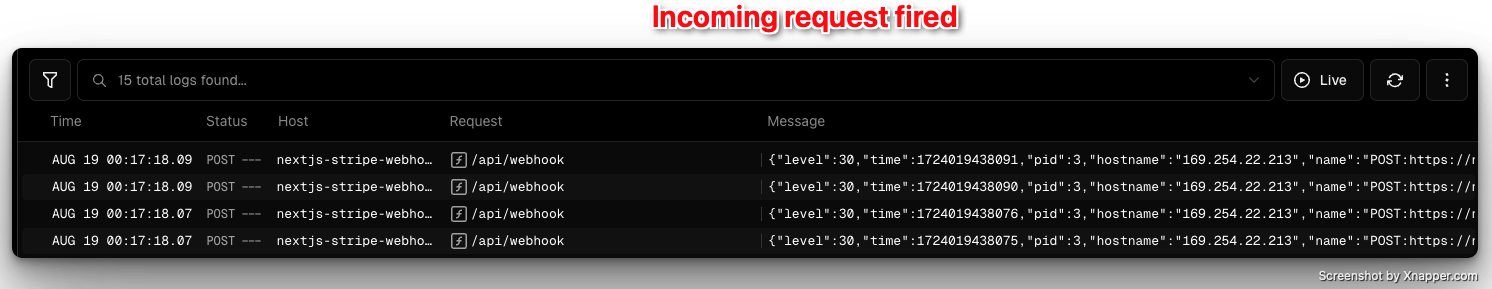 Incoming request fired
15 total logs found...
Live
Time Status Host Request Message
AUG 19 00:17:18.09 POST --- nextjs-stripe-webho… /api/webhook {"level":30,"time":1724019438091,"pid":3,"hostname":"169.254.22.213","name":"POST:https://
AUG 19 00:17:18.09 POST --- nextjs-stripe-webho… /api/webhook {"level":30,"time":1724019438090,"pid":3,"hostname":"169.254.22.213","name":"POST:https://
AUG 19 00:17:18.07 POST --- nextjs-stripe-webho… /api/webhook {"level":30,"time":1724019438076,"pid":3,"hostname":"169.254.22.213","name":"POST:https://
AUG 19 00:17:18.07 POST --- nextjs-stripe-webho… /api/webhook {"level":30,"time":1724019438075,"pid":3,"hostname":"169.254.22.213","name":"POST:https://
Screenshot by Xnapper.com